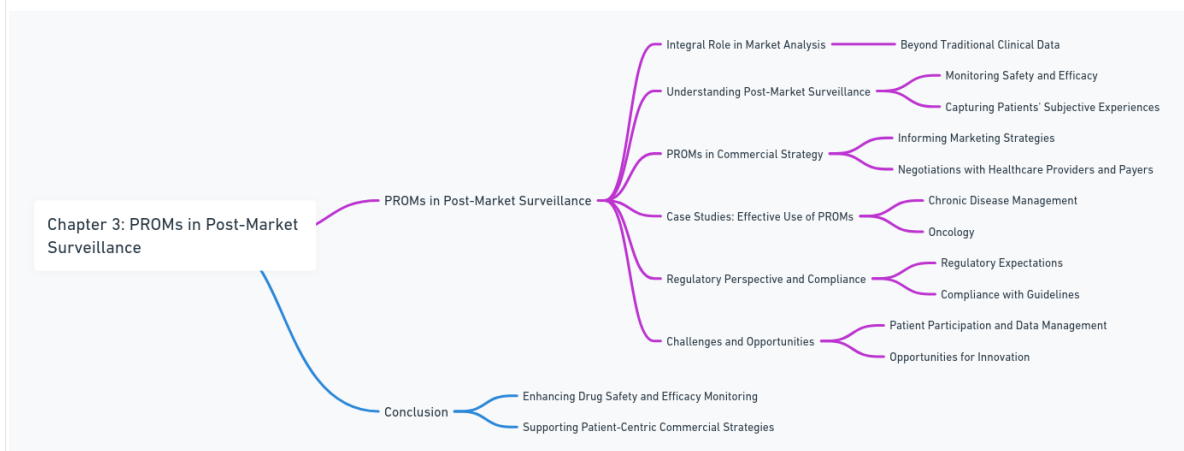 Chapter 3: PROMs in Post-Market
Surveillance
PROMs in Post-Market Surveillance
Integral Role in Market Analysis
Beyond Traditional Clinical Data
Understanding Post-Market Surveillance
Monitoring Safety and Efficacy
Capturing Patients' Subjective Experiences
PROMs in Commercial Strategy
Informing Marketing Strategies
Negotiations with Healthcare Providers and Payers
Case Studies: Effective Use of PROMs
Chronic Disease Management
Oncology
Regulatory Perspective and Compliance
Regulatory Expectations
Compliance with Guidelines
Challenges and Opportunities
Patient Participation and Data Management
Opportunities for Innovation
Conclusion
Enhancing Drug Safety and Efficacy Monitoring
Supporting Patient-Centric Commercial Strategies